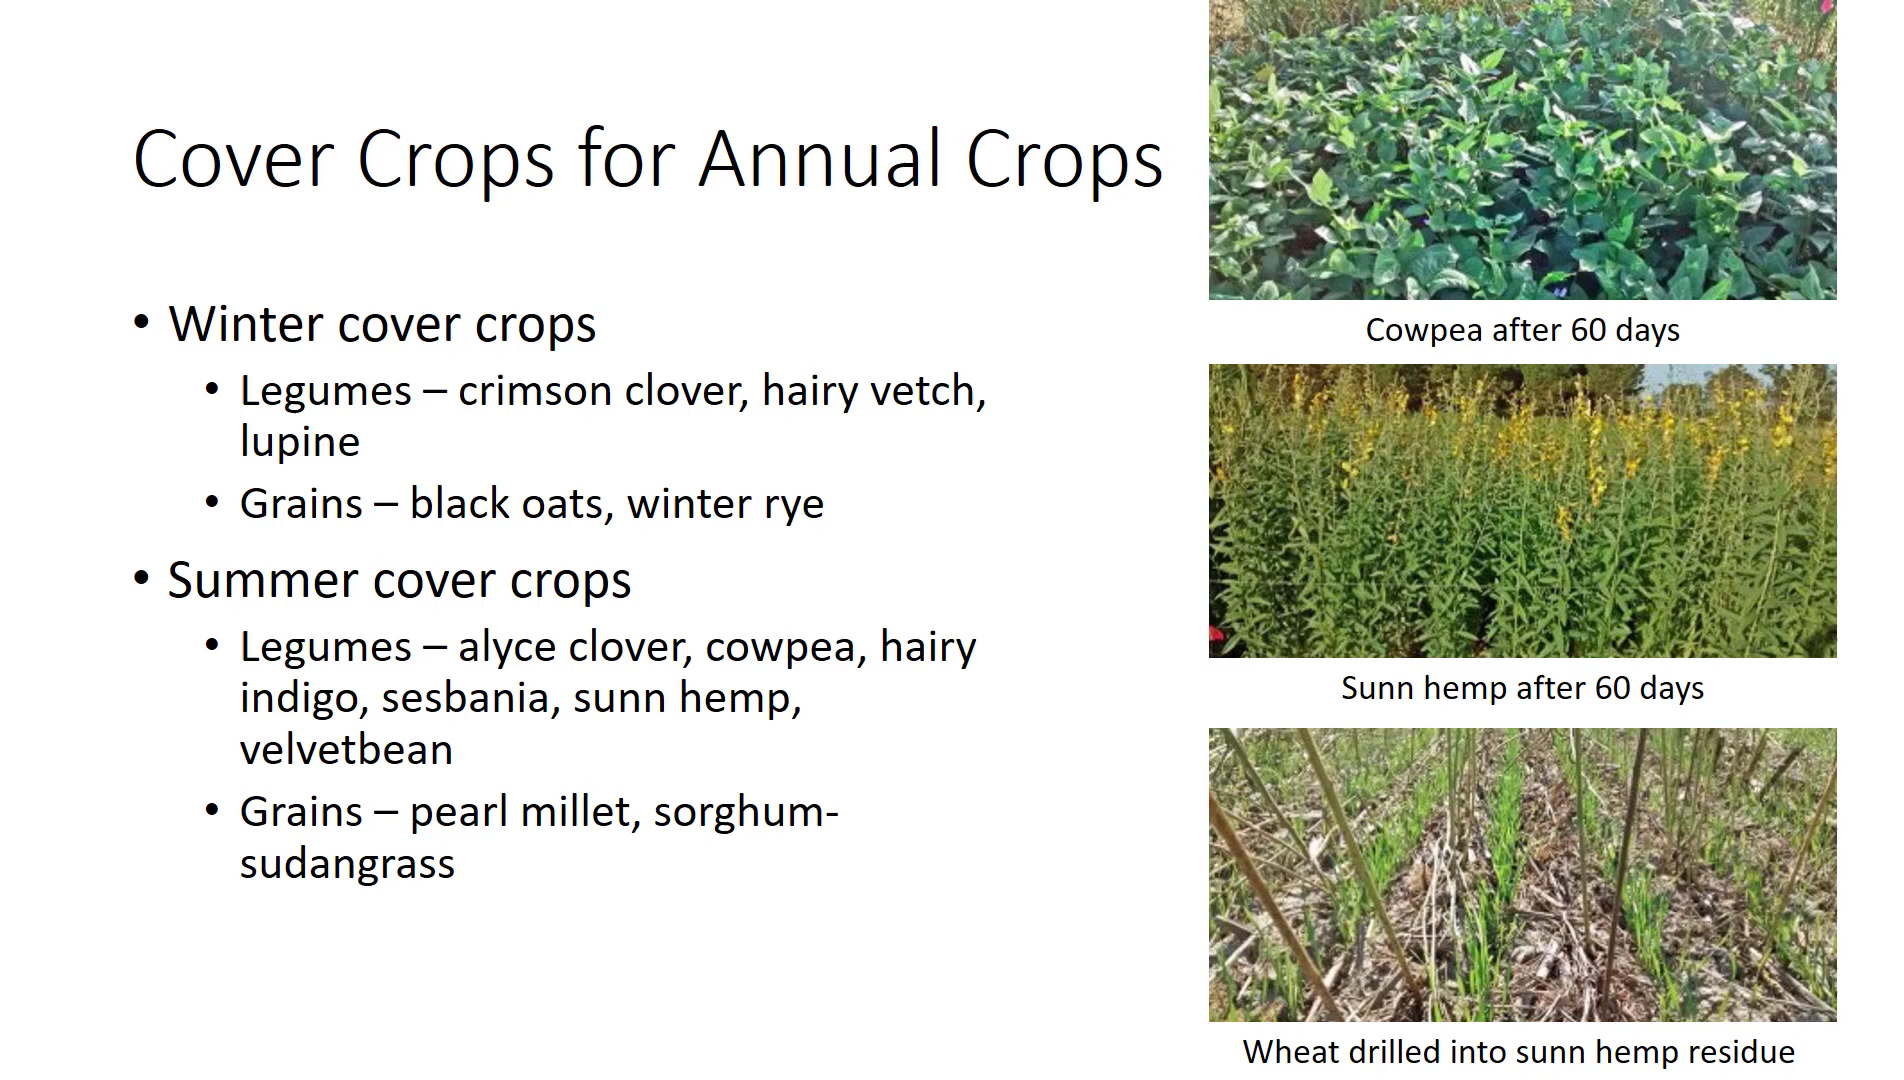 Cover Crops for Annual Crops
• Winter cover crops
• Legumes – crimson clover, hairy vetch,
lupine
• Grains – black oats, winter rye
• Summer cover crops
• Legumes – alyce clover, cowpea, hairy
indigo, sesbania, sunn hemp,
velvetbean
• Grains – pearl millet, sorghum-
sudangrass
Cowpea after 60 days
Sunn hemp after 60 days
Wheat drilled into sunn hemp residue